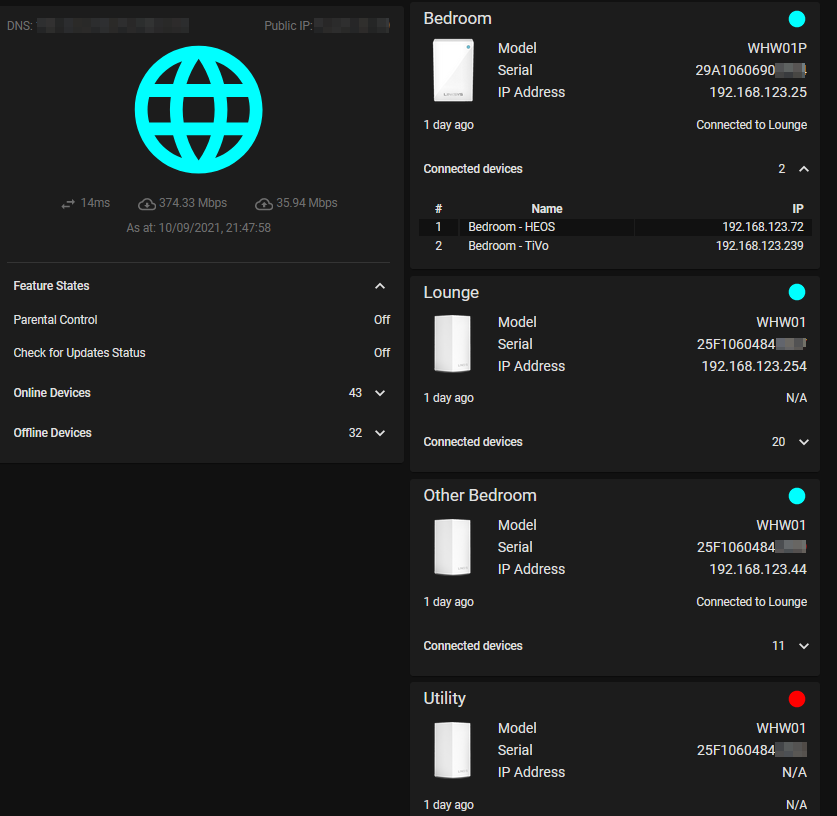 DNS:
Public IP:
14ms 374.33 Mbps 35.94 Mbps
As at: 10/09/2021, 21:47:58
Feature States
Parental Control Off
Check for Updates Status Off
Online Devices 43
Offline Devices 32
Bedroom
Model WHW01P
Serial 29A1060690
IP Address 192.168.123.25
1 day ago Connected to Lounge
Connected devices 2
# Name IP
1 Bedroom - HEOS 192.168.123.72
2 Bedroom - TiVo 192.168.123.239
Lounge
Model WHW01
Serial 25F1060484
IP Address 192.168.123.254
1 day ago N/A
Connected devices 20
Other Bedroom
Model WHW01
Serial 25F1060484
IP Address 192.168.123.44
1 day ago Connected to Lounge
Connected devices 11
Utility
Model WHW01
Serial 25F1060484
IP Address N/A
1 day ago N/A